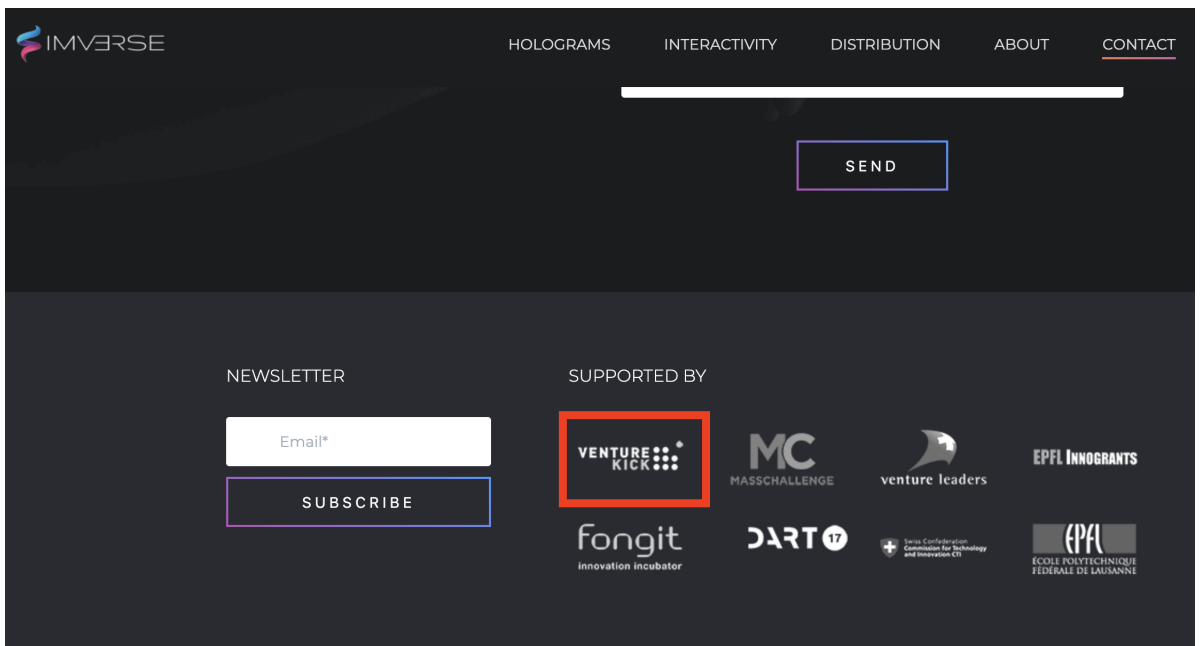 IMVERSE
HOLOGRAMS INTERACTIVITY DISTRIBUTION ABOUT CONTACT
SEND
NEWSLETTER
Email*
SUBSCRIBE
SUPPORTED BY
VENTURE
KICK
MC
MASSCHALLENGE
venture leaders
EPFL INNOGRANTS
fongit
innovation incubator
DART 17
Swiss Confederation
Commission for Technology
and Innovation CTI
EPFL
ÉCOLE POLYTECHNIQUE
FÉDÉRALE DE LAUSANNE